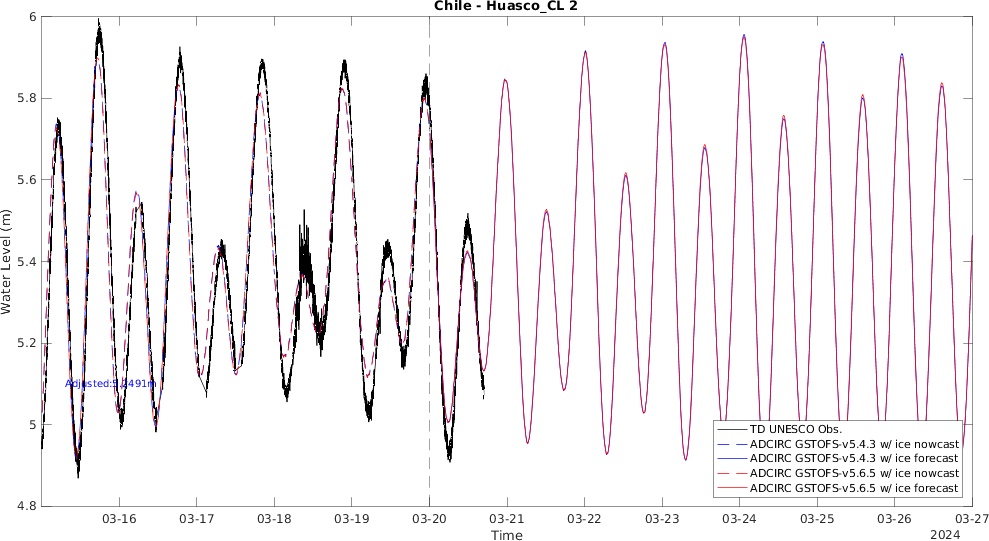 Chile - Huasco_CL 2
6
5.8
5.6
5.4
5.2
5
4.8
Water Level (m)
TD UNESCO Obs.
ADCIRC GSTOFS-v5.4.3 w/ ice nowcast
ADCIRC GSTOFS-v5.4.3 w/ ice forecast
ADCIRC GSTOFS-v5.6.5 w/ ice nowcast
ADCIRC GSTOFS-v5.6.5 w/ ice forecast
03-16 03-17 03-18 03-19 03-20 03-21 03-22 03-23 03-24 03-25 03-26 03-27
Time
2024